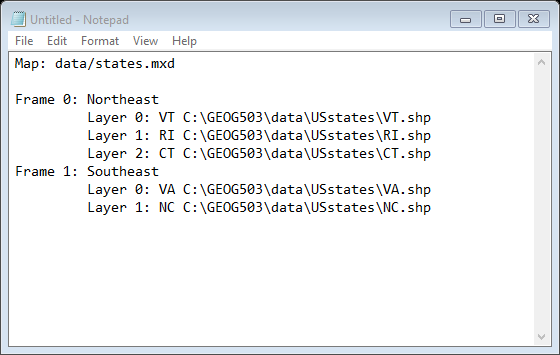 Untitled - Notepad
File Edit Format View Help
Map: data/states.mxd
Frame 0: Northeast
Layer 0: VT C:\GEOG503\data\USstates\VT.shp
Layer 1: RI C:\GEOG503\data\USstates\RI.shp
Layer 2: CT C:\GEOG503\data\USstates\CT.shp
Frame 1: Southeast
Layer 0: VA C:\GEOG503\data\USstates\VA.shp
Layer 1: NC C:\GEOG503\data\USstates\NC.shp